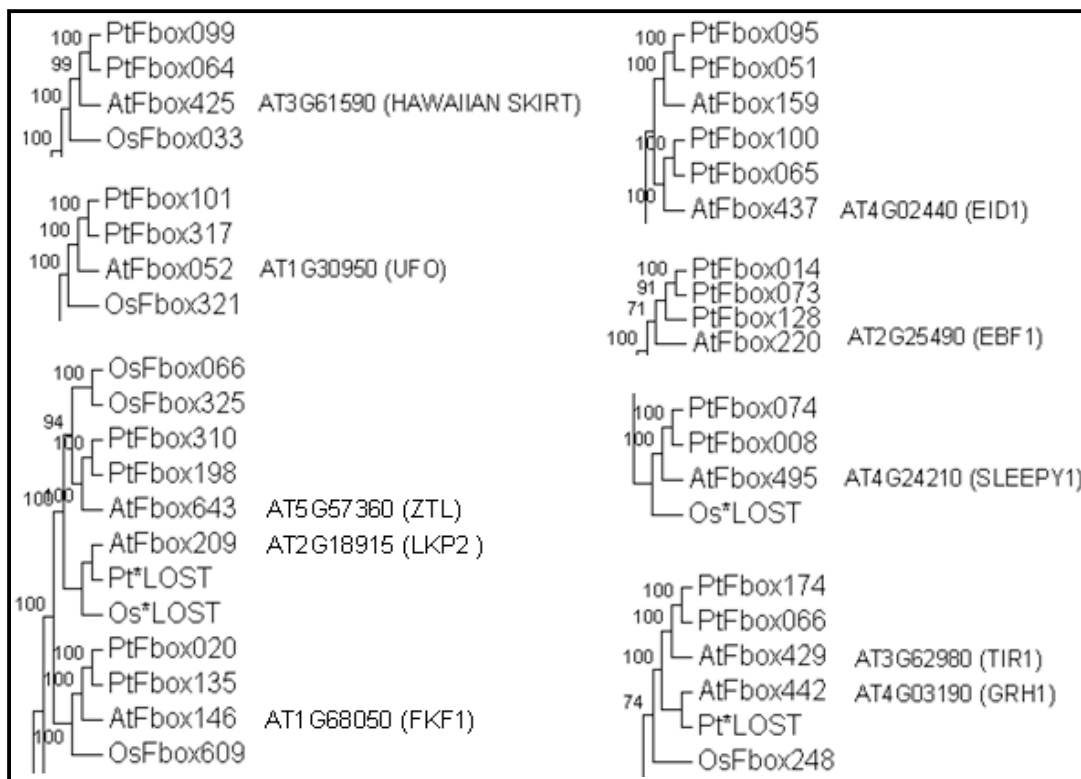 100
PtFbox099
99
PtFbox064
100
AtFbox425 AT3G61590 (HAWAIIAN SKIRT)
100
OsFbox033
100
PtFbox101
100
PtFbox317
100
AtFbox052 AT1G30950 (UFO)
OsFbox321
100
OsFbox066
OsFbox325
94
100
PtFbox310
PtFbox198
100
100
AtFbox643 AT5G57360 (ZTL)
AtFbox209 AT2G18915 (LKP2 )
Pt*LOST
100
Os*LOST
100
PtFbox020
100
PtFbox135
AtFbox146 AT1G68050 (FKF1)
100
OsFbox609
100
PtFbox095
100
PtFbox051
AtFbox159
100
PtFbox100
PtFbox065
100
AtFbox437 AT4G02440 (EID1)
100
PtFbox014
91
PtFbox073
71
PtFbox128
100
AtFbox220 AT2G25490 (EBF1)
100
PtFbox074
100
PtFbox008
AtFbox495 AT4G24210 (SLEEPY1)
Os*LOST
100
PtFbox174
100
PtFbox066
100
AtFbox429 AT3G62980 (TIR1)
74
AtFbox442 AT4G03190 (GRH1)
Pt*LOST
OsFbox248